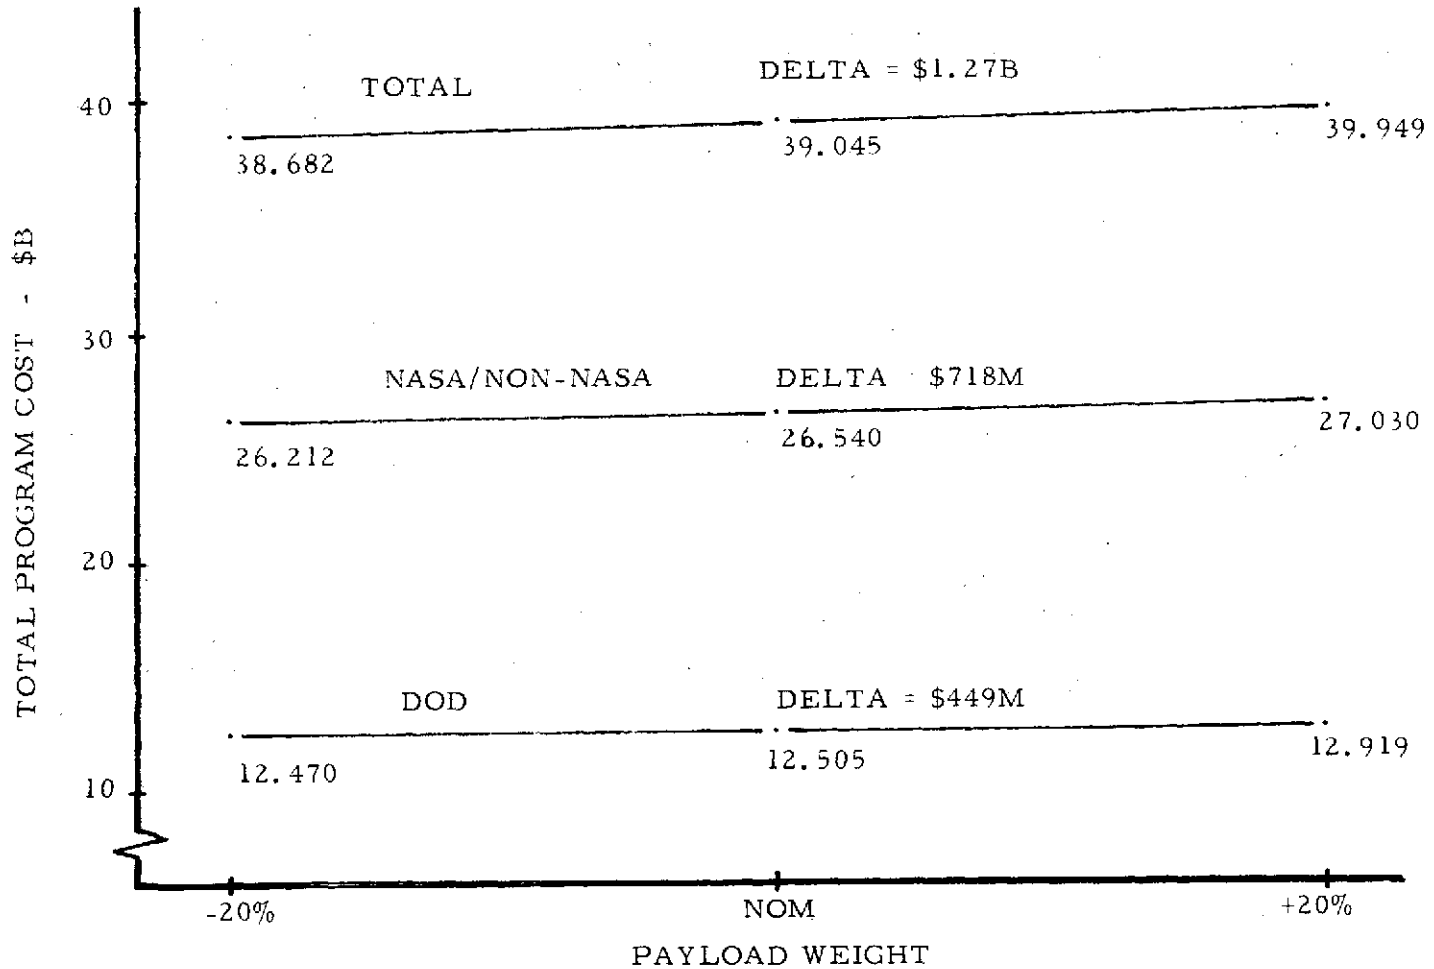 TOTAL
DELTA = $1.27B
40
38.682
39.045
39.949
TOTAL PROGRAM COST - $B
30
NASA/NON-NASA
DELTA $718M
26.212
26.540
27.030
20
DOD
DELTA = $449M
12.470
12.505
12.919
10
-20%
NOM
+20%
PAYLOAD WEIGHT